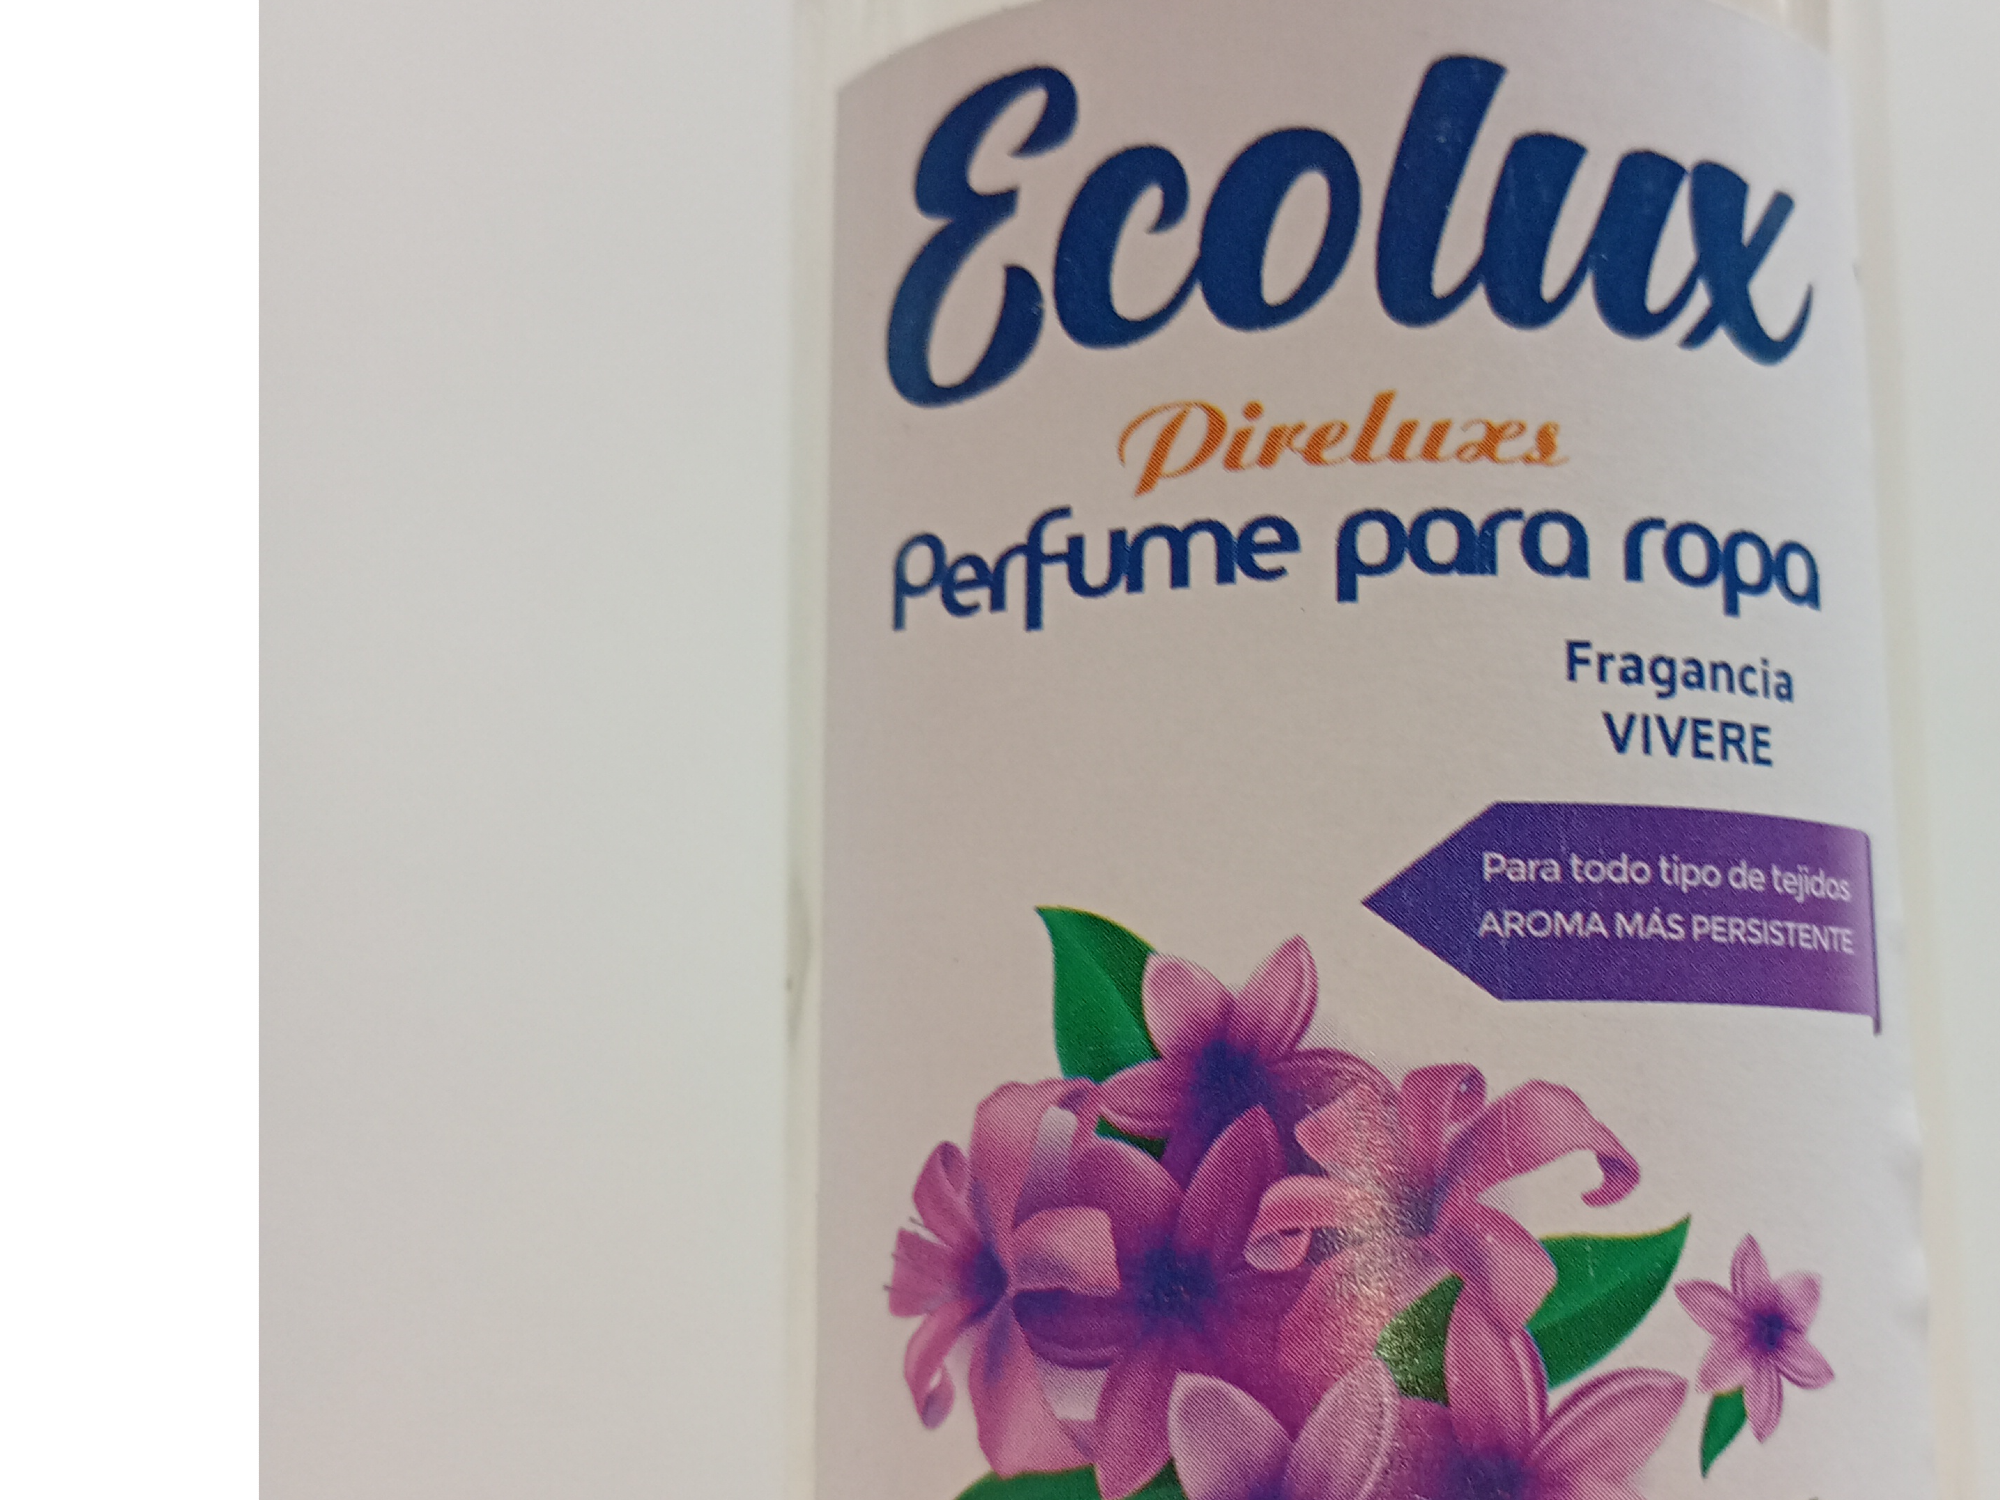 Ecolux
Pireluxs
Perfume para ropa
Fragancia
VIVERE
Para todo tipo de tejidos
AROMA MÁS PERSISTENTE